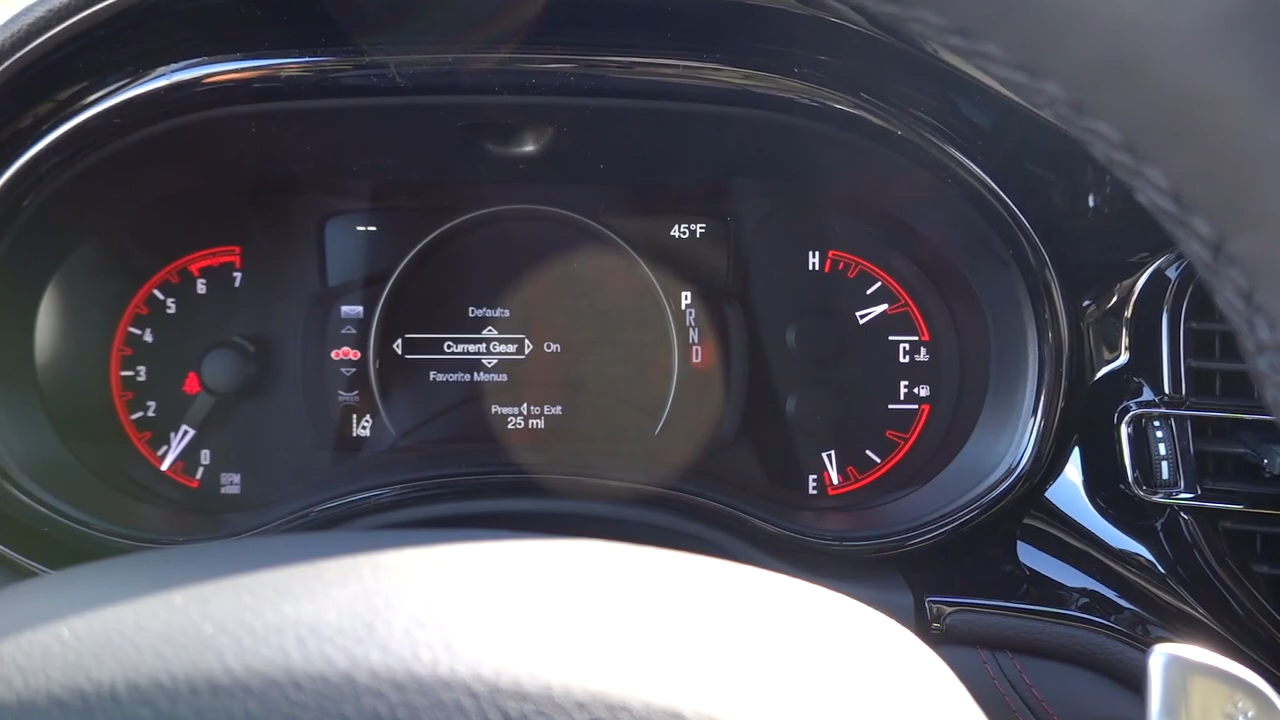 -- 45°F
7
6
5
4
3
2
1
0
RPM
x1000
Defaults
Current Gear On
Favorite Menus
Press to Exit
25 mi
SPEED
P
R
N
D
H
C
F
E